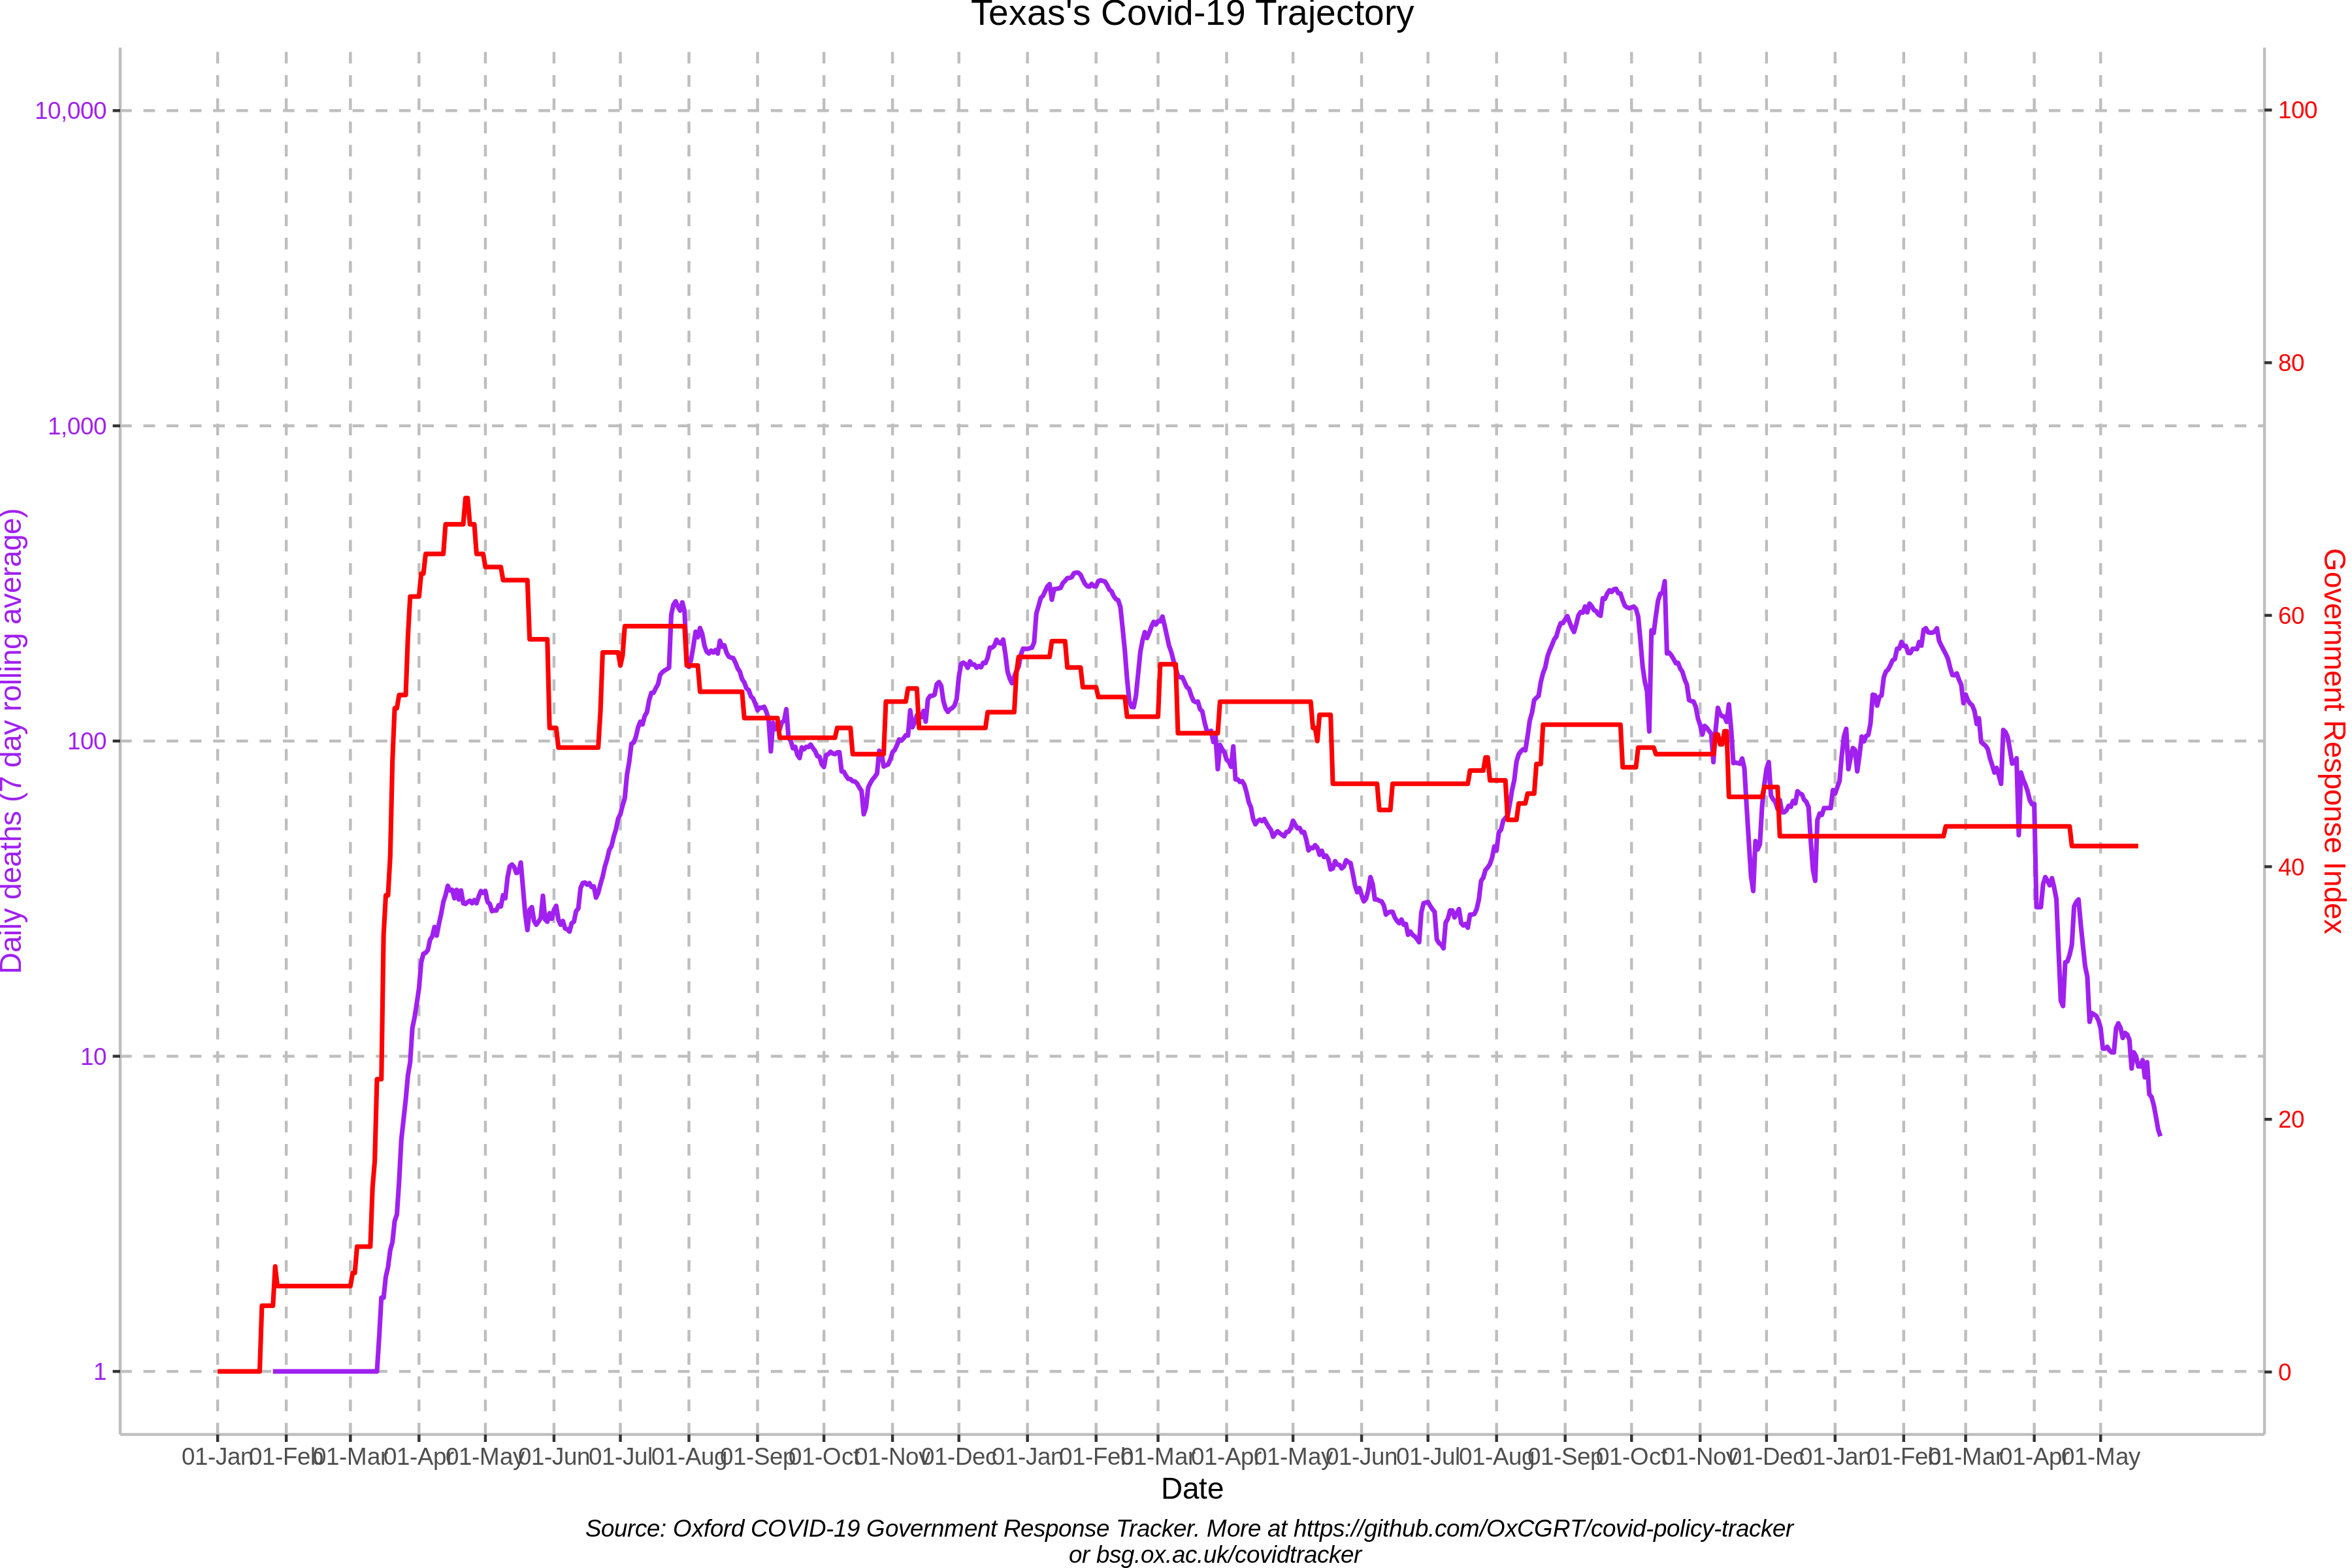 Texas's Covid-19 Trajectory
10,000
1,000
100
10
1
Daily deaths (7 day rolling average)
100
80
60
40
20
0
Government Response Index
01-Jan 01-Feb 01-Mar 01-Apr 01-May 01-Jun 01-Jul 01-Aug 01-Sep 01-Oct 01-Nov 01-Dec 01-Jan 01-Feb 01-Mar 01-Apr 01-May 01-Jun 01-Jul 01-Aug 01-Sep 01-Oct 01-Nov 01-Dec 01-Jan 01-Feb 01-Mar 01-Apr 01-May
Date
Source: Oxford COVID-19 Government Response Tracker. More at https://github.com/OxCGRT/covid-policy-tracker
or bsg.ox.ac.uk/covidtracker